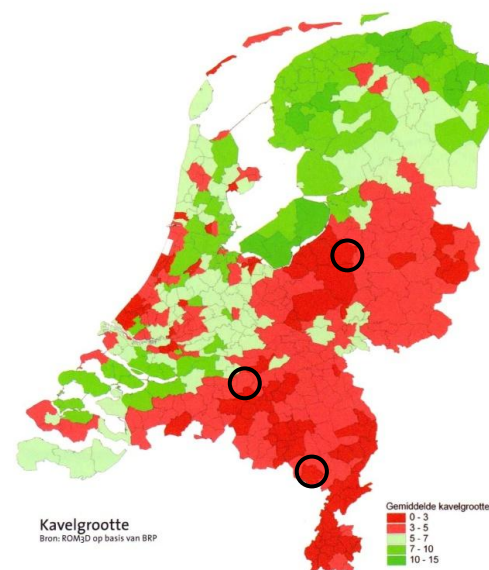 Kavelgrootte
Bron: ROM3D op basis van BRP
Gemiddelde kavelgrootte
0 - 3
3 - 5
5 - 7
7 - 10
10 - 15